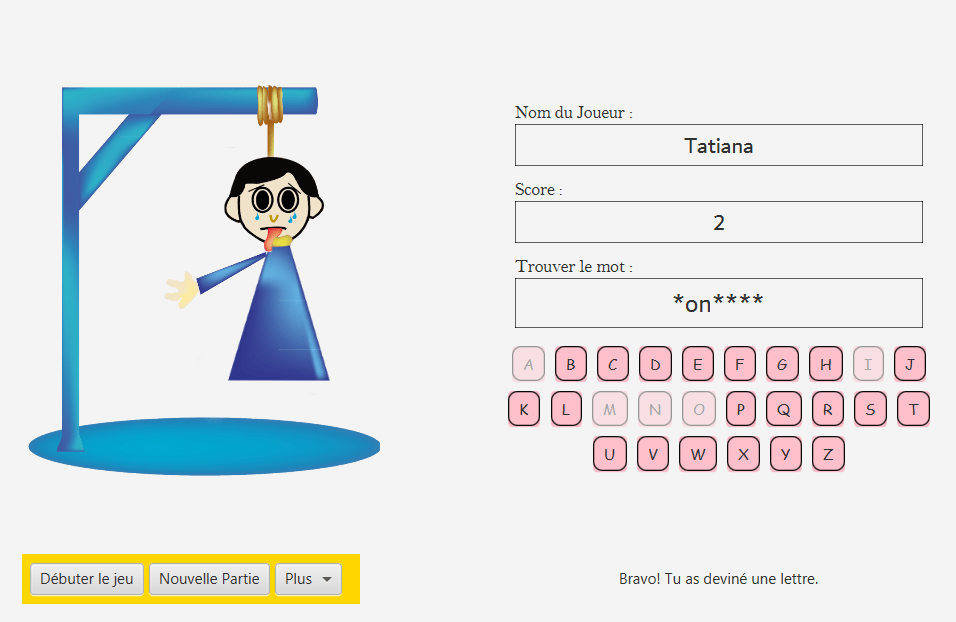 Nom du Joueur :
Tatiana
Score :
2
Trouver le mot :
*on****
A B C D E F G H I J
K L M N O P Q R S T
U V W X Y Z
Débuter le jeu Nouvelle Partie Plus
Bravo! Tu as deviné une lettre.